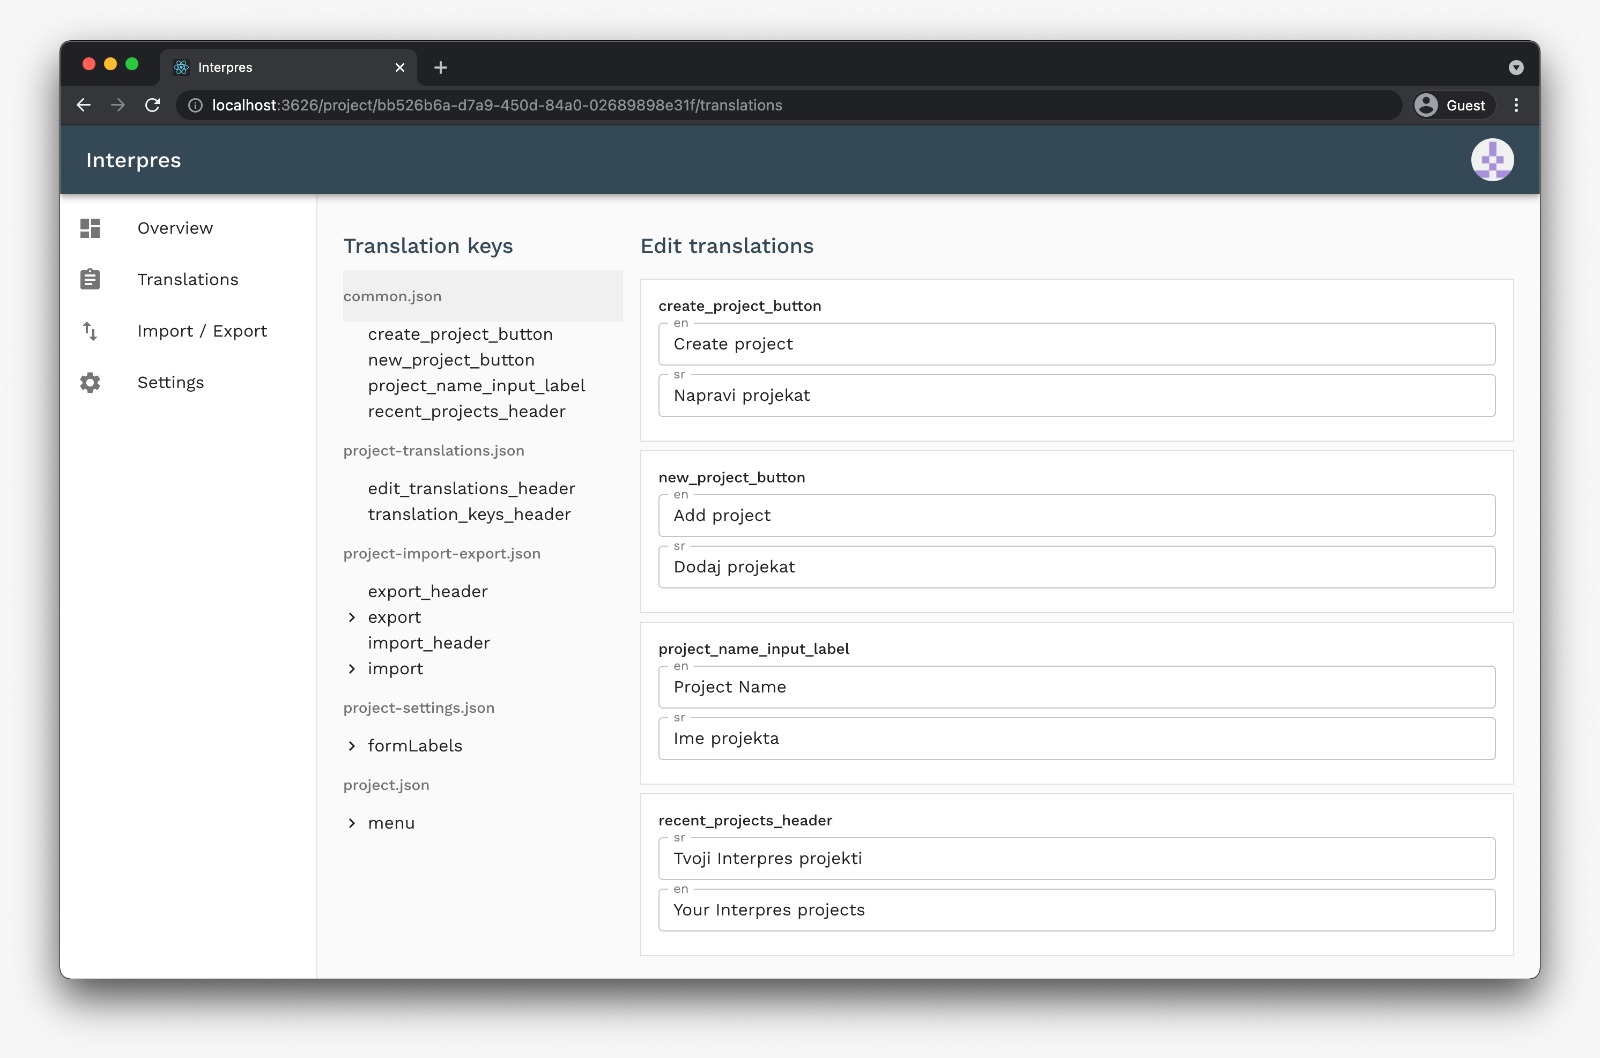 Interpres
localhost:3626/project/bb526b6a-d7a9-450d-84a0-02689898e31f/translations
Guest
Interpres
Overview
Translations
Import / Export
Settings
Translation keys
common.json
create_project_button
new_project_button
project_name_input_label
recent_projects_header
project-translations.json
edit_translations_header
translation_keys_header
project-import-export.json
export_header
export
import_header
import
project-settings.json
formLabels
project.json
menu
Edit translations
create_project_button
en
Create project
sr
Napravi projekat
new_project_button
en
Add project
sr
Dodaj projekat
project_name_input_label
en
Project Name
sr
Ime projekta
recent_projects_header
sr
Tvoji Interpres projekti
en
Your Interpres projects